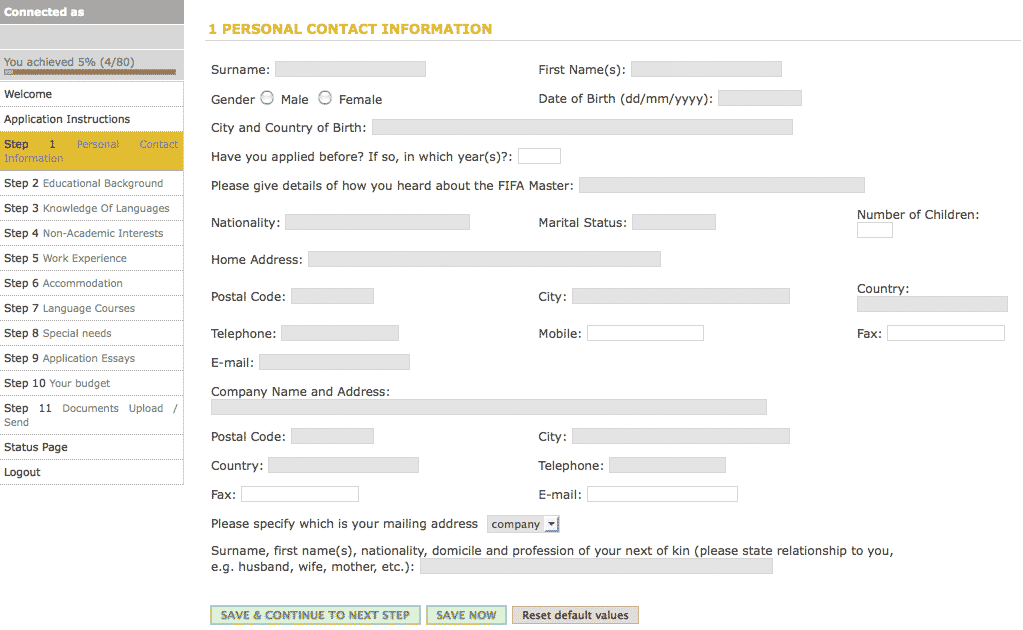 Connected as
You achieved 5% (4/80)
Welcome
Application Instructions
Step 1 Personal Contact
Information
Step 2 Educational Background
Step 3 Knowledge Of Languages
Step 4 Non-Academic Interests
Step 5 Work Experience
Step 6 Accommodation
Step 7 Language Courses
Step 8 Special needs
Step 9 Application Essays
Step 10 Your budget
Step 11 Documents Upload /
Send
Status Page
Logout
1 PERSONAL CONTACT INFORMATION
Surname: First Name(s):
Gender Male Female Date of Birth (dd/mm/yyyy):
City and Country of Birth:
Have you applied before? If so, in which year(s)?:
Please give details of how you heard about the FIFA Master:
Nationality: Marital Status: Number of Children:
Home Address:
Postal Code: City: Country:
Telephone: Mobile: Fax:
E-mail:
Company Name and Address:
Postal Code: City:
Country: Telephone:
Fax: E-mail:
Please specify which is your mailing address company
Surname, first name(s), nationality, domicile and profession of your next of kin (please state relationship to you,
e.g. husband, wife, mother, etc.):
SAVE & CONTINUE TO NEXT STEP SAVE NOW Reset default values